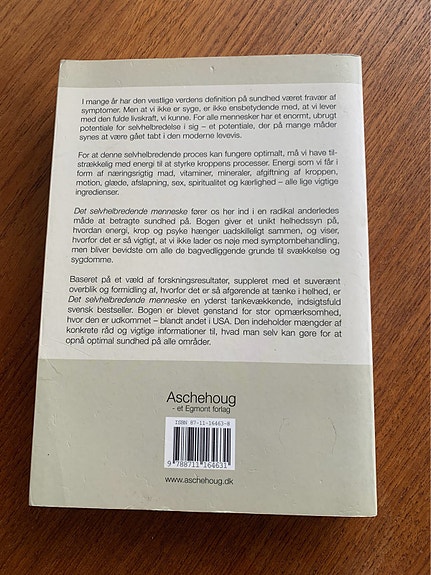 I mange år har den vestlige verdens definition på sundhed været fravær af
symptomer. Men at vi ikke er syge, er ikke ensbetydende med, at vi lever
med den fulde livskraft, vi kunne. For alle mennesker har et enormt, ubrugt
potentiale for selvhelbredelse i sig – et potentiale, der på mange måder
synes at være gået tabt i den moderne levevis.
For at denne selvhelbredende proces kan fungere optimalt, må vi have til-
strækkelig med energi til at styrke kroppens processer. Energi som vi får i
form af næringsrigtig mad, vitaminer, mineraler, afgiftning af kroppen,
motion, glæde, afslapning, sex, spiritualitet og kærlighed – alle lige vigtige
ingredienser.
Det selvhelbredende menneske fører os her ind i en radikal anderledes
måde at betragte sundhed på. Bogen giver et unikt helhedssyn på,
hvordan energi, krop og psyke hænger uadskilleligt sammen, og viser,
hvorfor det er så vigtigt, at vi ikke lader os nøje med symptombehandling,
men bliver bevidste om alle de bagvedliggende grunde til svækkelse og
sygdomme.
Baseret på et væld af forskningsresultater, suppleret med et suverænt
overblik og formidling af, hvorfor det er så afgørende at tænke i helhed, er
Det selvhelbredende menneske en yderst tankevækkende, indsigtsfuld
svensk bestseller. Bogen er blevet genstand for stor opmærksomhed,
hvor den er udkommet – blandt andet i USA. Den indeholder mængder af
konkrete råd og vigtige informationer til, hvad man selv kan gøre for at
opnå optimal sundhed på alle områder.
Aschehoug
- et Egmont forlag
ISBN 87-11-16463-8
9 788711 164631
www.aschehoug.dk